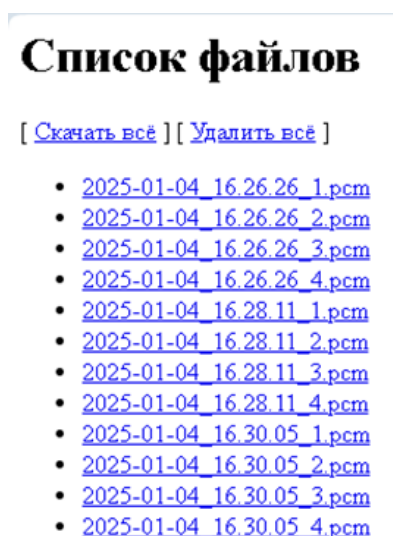 Список файлов
[ Скачать всё ] [ Удалить всё ]
2025-01-04_16.26.26_1.pcm
2025-01-04_16.26.26_2.pcm
2025-01-04_16.26.26_3.pcm
2025-01-04_16.26.26_4.pcm
2025-01-04_16.28.11_1.pcm
2025-01-04_16.28.11_2.pcm
2025-01-04_16.28.11_3.pcm
2025-01-04_16.28.11_4.pcm
2025-01-04_16.30.05_1.pcm
2025-01-04_16.30.05_2.pcm
2025-01-04_16.30.05_3.pcm
2025-01-04_16.30.05_4.pcm